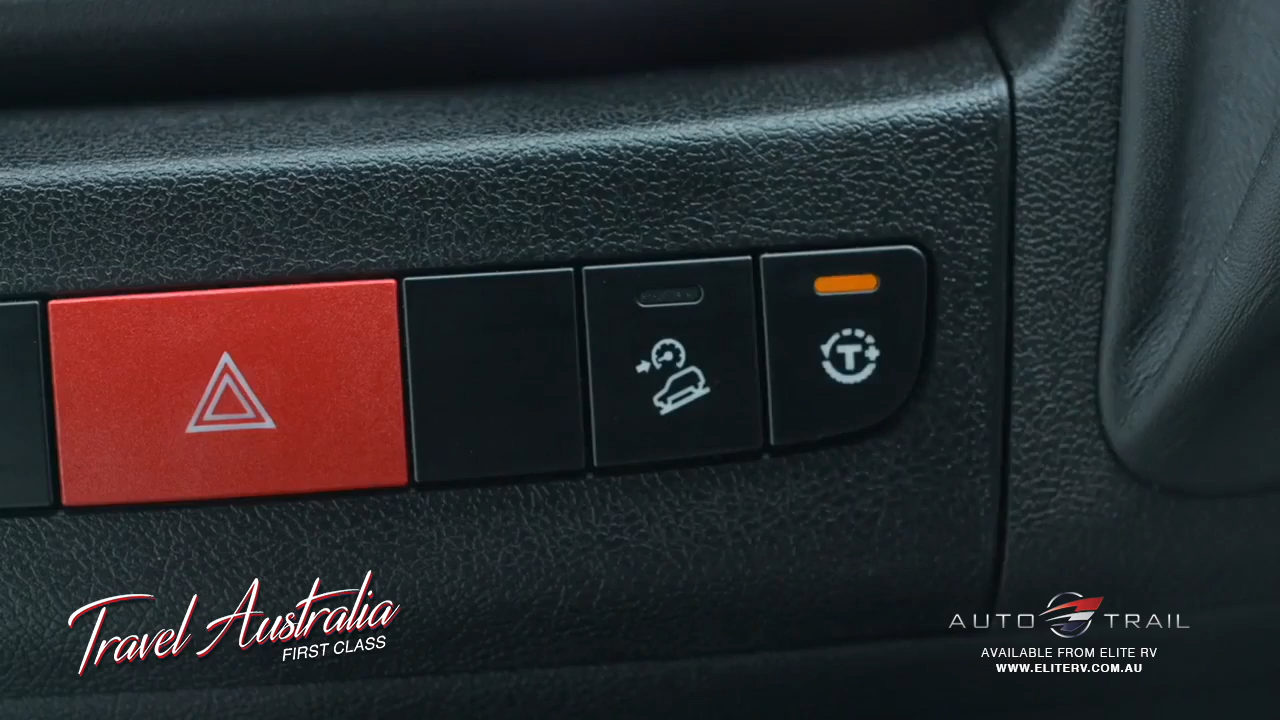 T+
Travel Australia
FIRST CLASS
AUTO TRAIL
AVAILABLE FROM ELITE RV
WWW.ELITERV.COM.AU